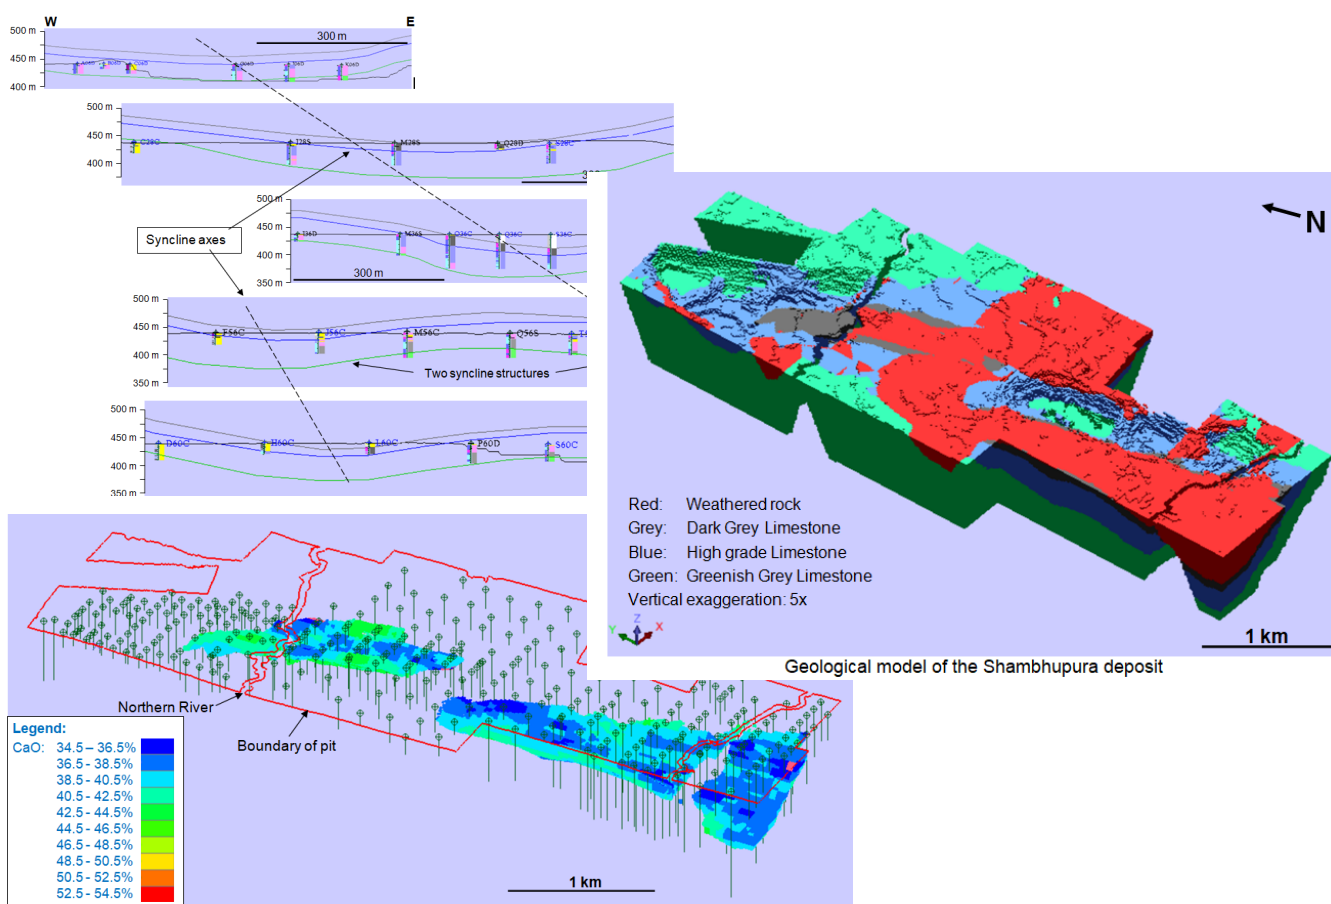 W
E
500 m
450 m
400 m
300 m
500 m
450 m
400 m
C28C
I28S
M28S
Q28D
S28C
Syncline axes
500 m
450 m
400 m
350 m
I36D
M36S
Q36C
S36C
300 m
500 m
450 m
400 m
350 m
F56C
J56C
M56C
Q56S
Two syncline structures
500 m
450 m
400 m
350 m
D60C
H60C
L60C
P60D
S60C
N
Red: Weathered rock
Grey: Dark Grey Limestone
Blue: High grade Limestone
Green: Greenish Grey Limestone
Vertical exaggeration: 5x
Z
Y
X
1 km
Geological model of the Shambhupura deposit
Northern River
Boundary of pit
Legend:
CaO: 34.5 – 36.5%
36.5 - 38.5%
38.5 - 40.5%
40.5 - 42.5%
42.5 - 44.5%
44.5 - 46.5%
46.5 - 48.5%
48.5 - 50.5%
50.5 - 52.5%
52.5 - 54.5%
1 km